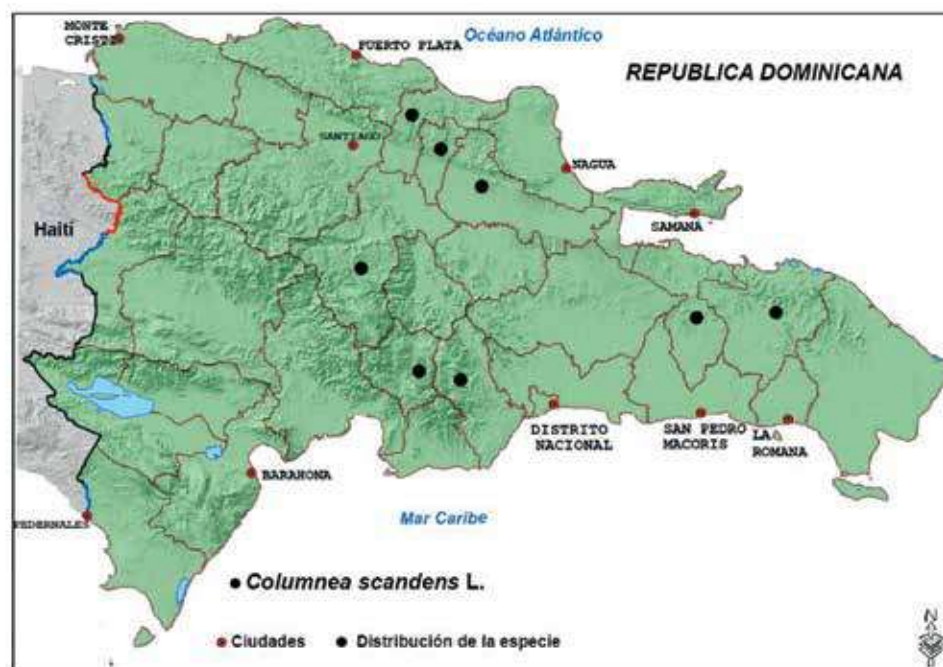 MONTE
CRISTI
PUERTO PLATA
Océano Atlántico
REPUBLICA DOMINICANA
SANTIAGO
NAGUA
SAMANA
Haití
DISTRITO
NACIONAL
SAN PEDRO
MACORIS
LA
ROMANA
BARAHONA
PEDERNALES
Mar Caribe
Columnea scandens L.
Ciudades
Distribución de la especie
N